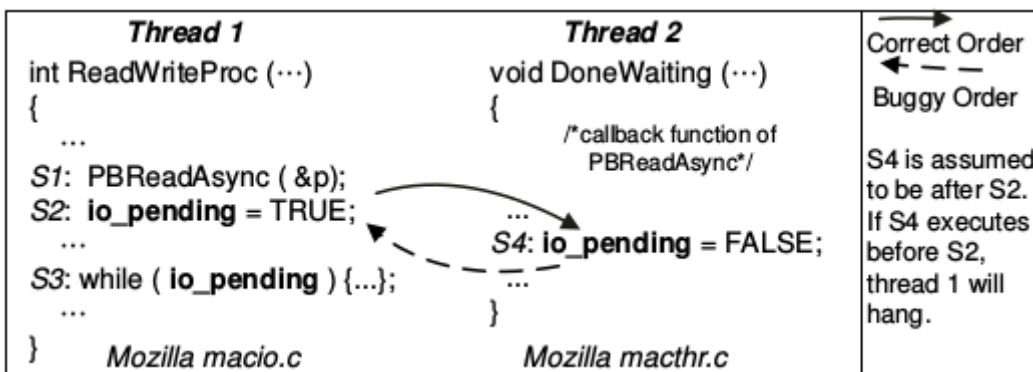 Thread 1
int ReadWriteProc (···)
{
...
S1: PBReadAsync ( &p);
S2: io_pending = TRUE;
...
S3: while ( io_pending ) {...};
...
}
Mozilla macio.c
Thread 2
void DoneWaiting (···)
{
/*callback function of
PBReadAsync*/
...
S4: io_pending = FALSE;
...
}
Mozilla macthr.c
Correct Order
Buggy Order
S4 is assumed
to be after S2.
If S4 executes
before S2,
thread 1 will
hang.